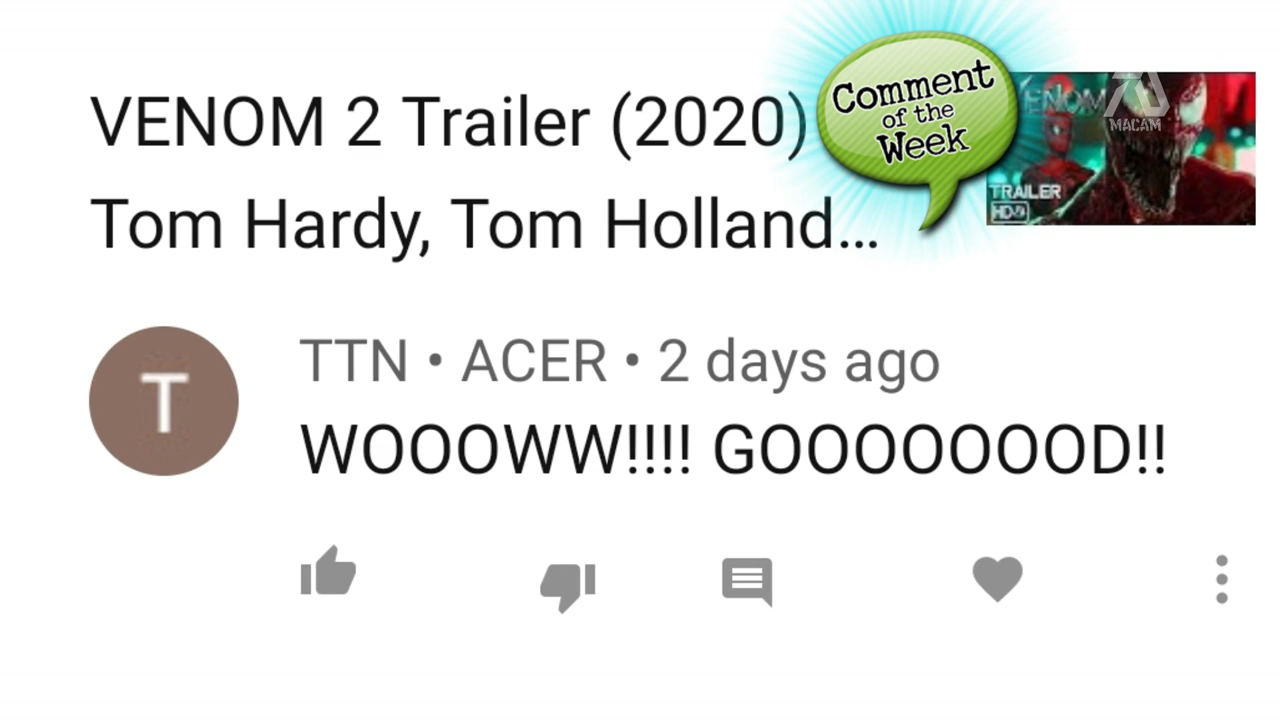 VENOM 2 Trailer (2020)
Tom Hardy, Tom Holland...
Comment
of the
Week
VENOM
MACAM
TRAILER
HD
TTN • ACER • 2 days ago
T
WOOOWW!!!! GOOOOOOOD!!